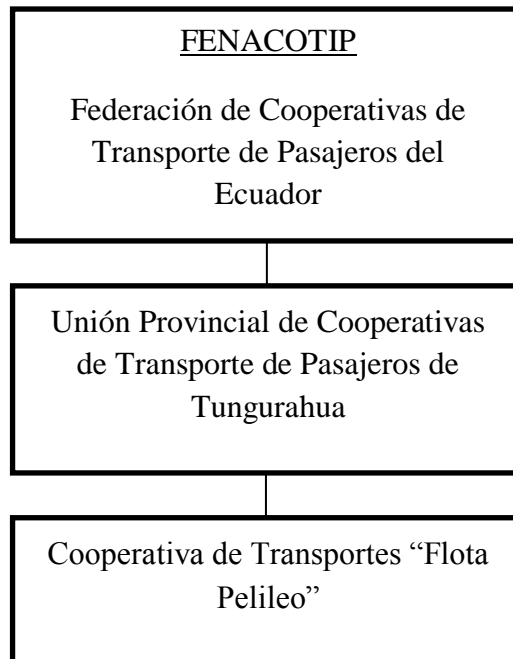 FENACOTIP
Federación de Cooperativas de
Transporte de Pasajeros del
Ecuador
Unión Provincial de Cooperativas
de Transporte de Pasajeros de
Tungurahua
Cooperativa de Transportes “Flota
Pelileo”